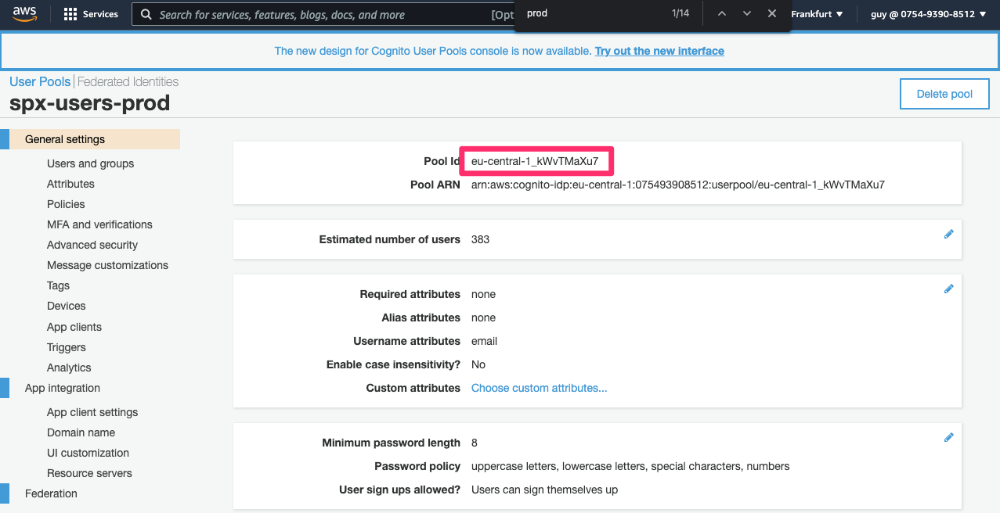 aws
Services
Search for services, features, blogs, docs, and more
[Opt
prod
1/14
Frankfurt ▼
guy @ 0754-9390-8512 ▼
The new design for Cognito User Pools console is now available. Try out the new interface
User Pools | Federated Identities
spx-users-prod
Delete pool
General settings
Users and groups
Attributes
Policies
MFA and verifications
Advanced security
Message customizations
Tags
Devices
App clients
Triggers
Analytics
App integration
App client settings
Domain name
UI customization
Resource servers
Federation
Pool Id eu-central-1_kWvTMaXu7
Pool ARN arn:aws:cognito-idp:eu-central-1:075493908512:userpool/eu-central-1_kWvTMaXu7
Estimated number of users 383
Required attributes none
Alias attributes none
Username attributes email
Enable case insensitivity? No
Custom attributes Choose custom attributes...
Minimum password length 8
Password policy uppercase letters, lowercase letters, special characters, numbers
User sign ups allowed? Users can sign themselves up